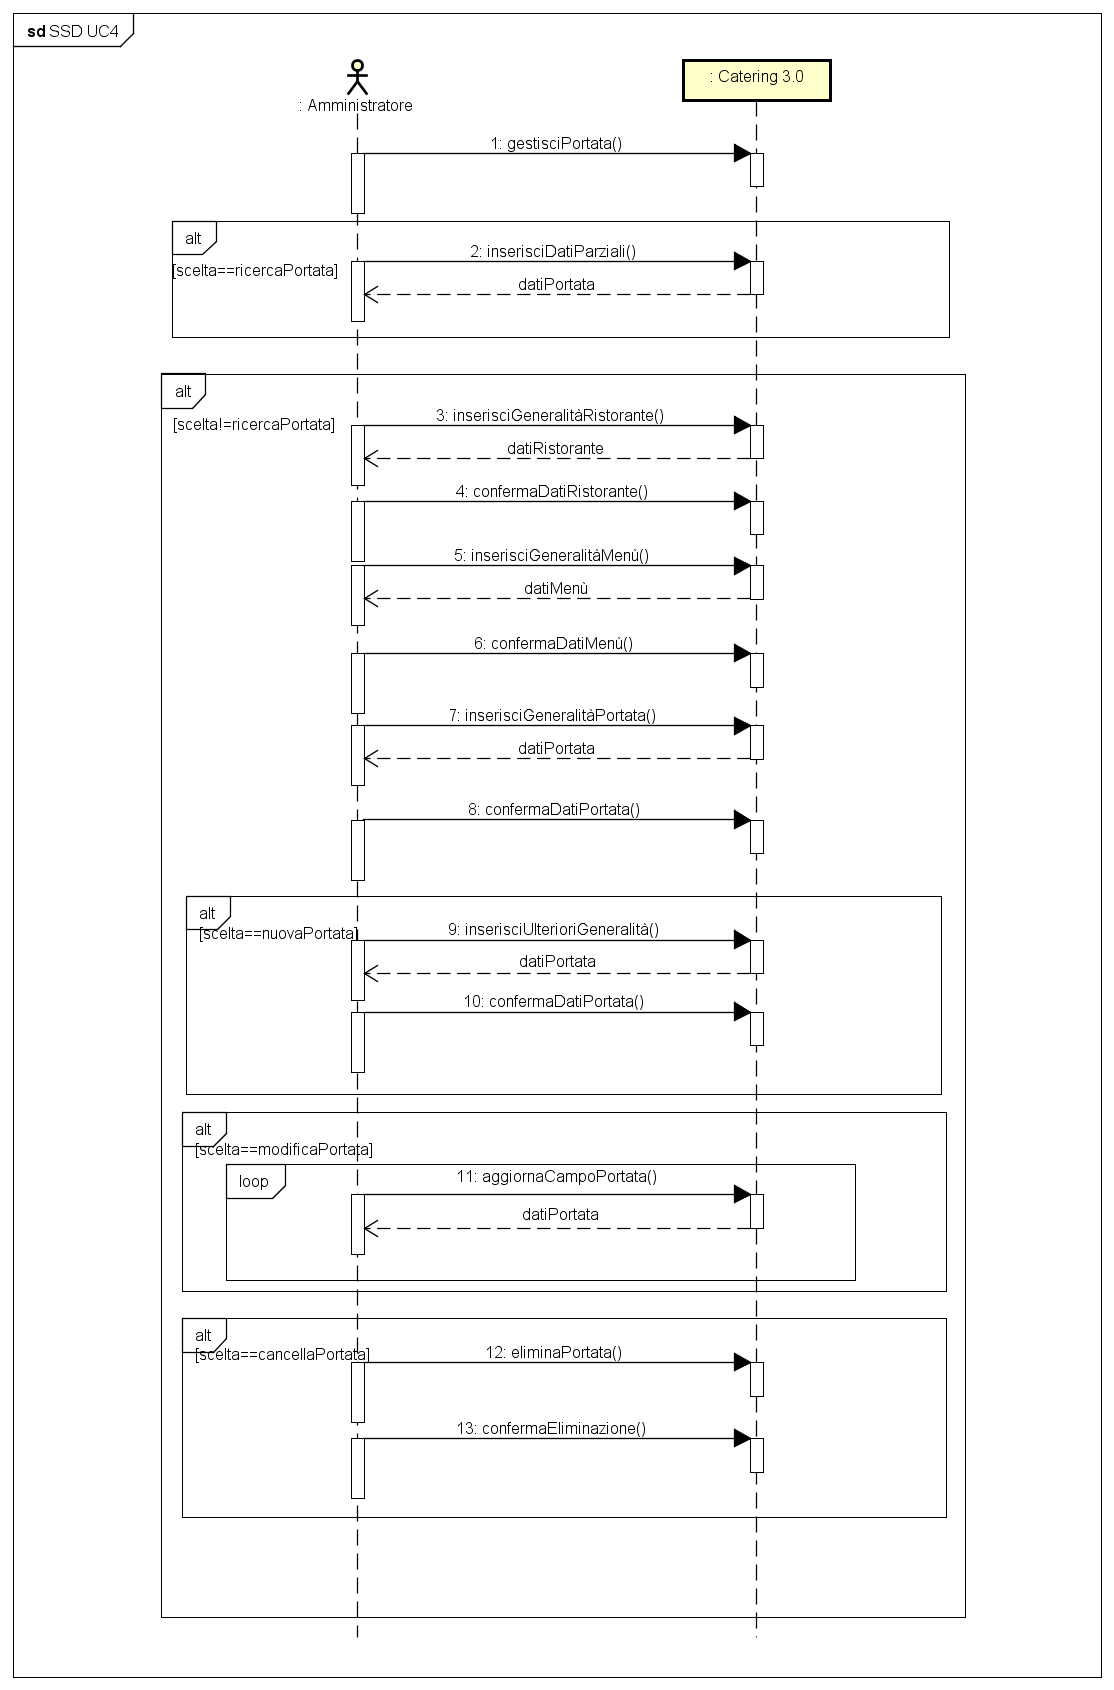 sd SSD UC4
: Amministratore
: Catering 3.0
1: gestisciPortata()
alt
2: inserisciDatiParziali()
[scelta==ricercaPortata]
datiPortata
alt
3: inserisciGeneralitàRistorante()
[scelta!=ricercaPortata]
datiRistorante
4: confermaDatiRistorante()
5: inserisciGeneralitàMenù()
datiMenù
6: confermaDatiMenù()
7: inserisciGeneralitàPortata()
datiPortata
8: confermaDatiPortata()
alt
9: inserisciUlterioriGeneralità()
[scelta==nuovaPortata]
datiPortata
10: confermaDatiPortata()
alt
[scelta==modificaPortata]
loop
11: aggiornaCampoPortata()
datiPortata
alt
[scelta==cancellaPortata]
12: eliminaPortata()
13: confermaEliminazione()